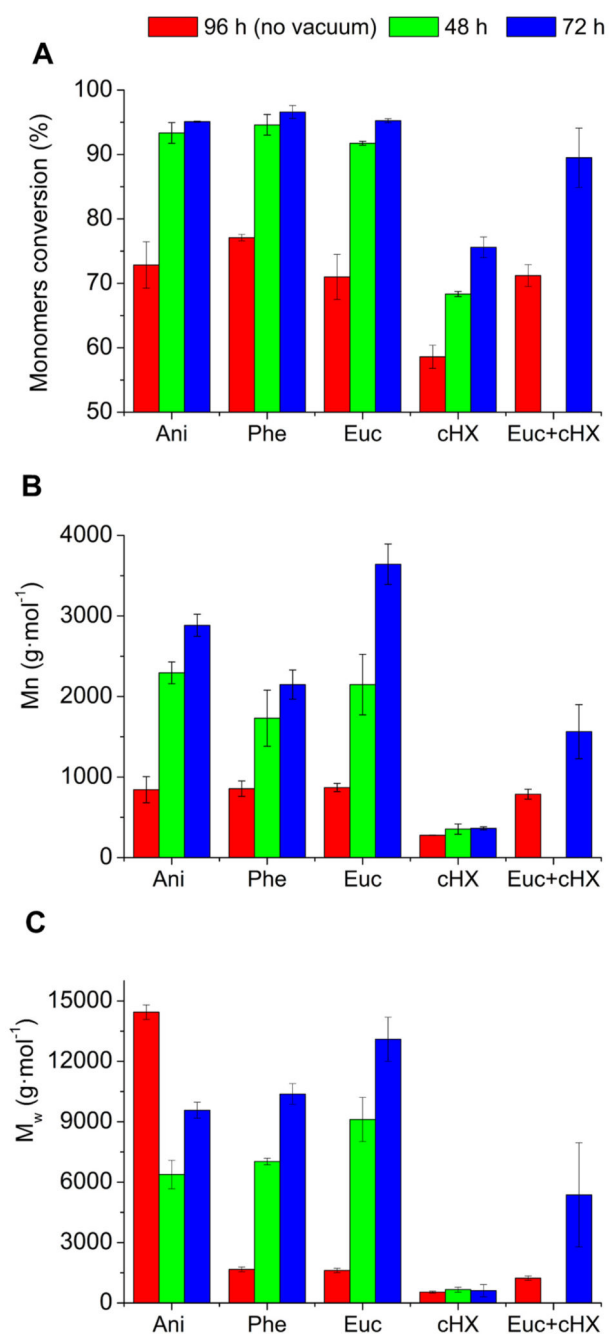 96 h (no vacuum) 48 h 72 h
A
Monomers conversion (%)
100
90
80
70
60
50
Ani Phe Euc cHX Euc+cHX
B
Mn (g·mol⁻¹)
4000
3000
2000
1000
0
Ani Phe Euc cHX Euc+cHX
C
M_w (g·mol⁻¹)
15000
12000
9000
6000
3000
0
Ani Phe Euc cHX Euc+cHX